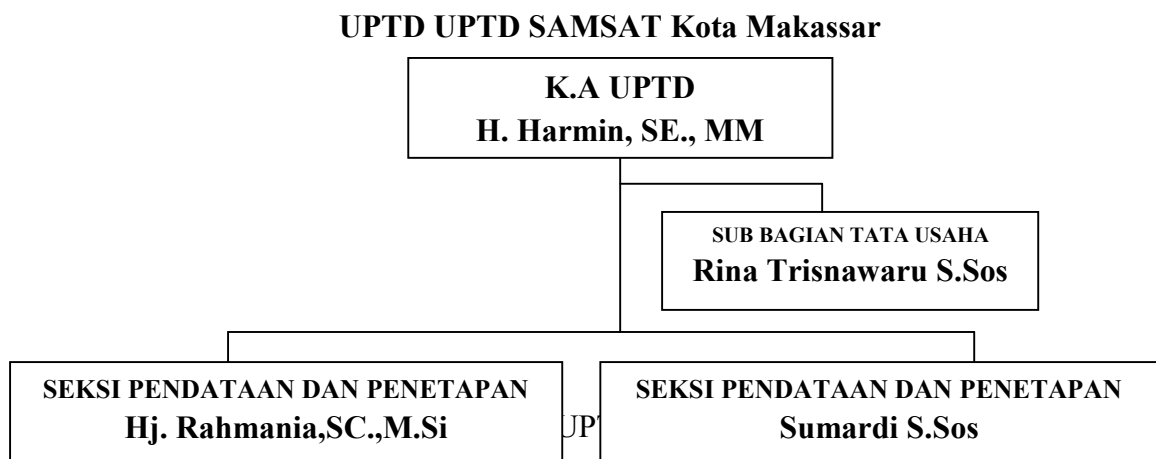 UPTD UPTD SAMSAT Kota Makassar
K.A UPTD
H. Harmin, SE., MM
SUB BAGIAN TATA USAHA
Rina Trisnawaru S.Sos
SEKSI PENDATAAN DAN PENETAPAN
Hj. Rahmania,SC.,M.Si
SEKSI PENDATAAN DAN PENETAPAN
Sumardi S.Sos